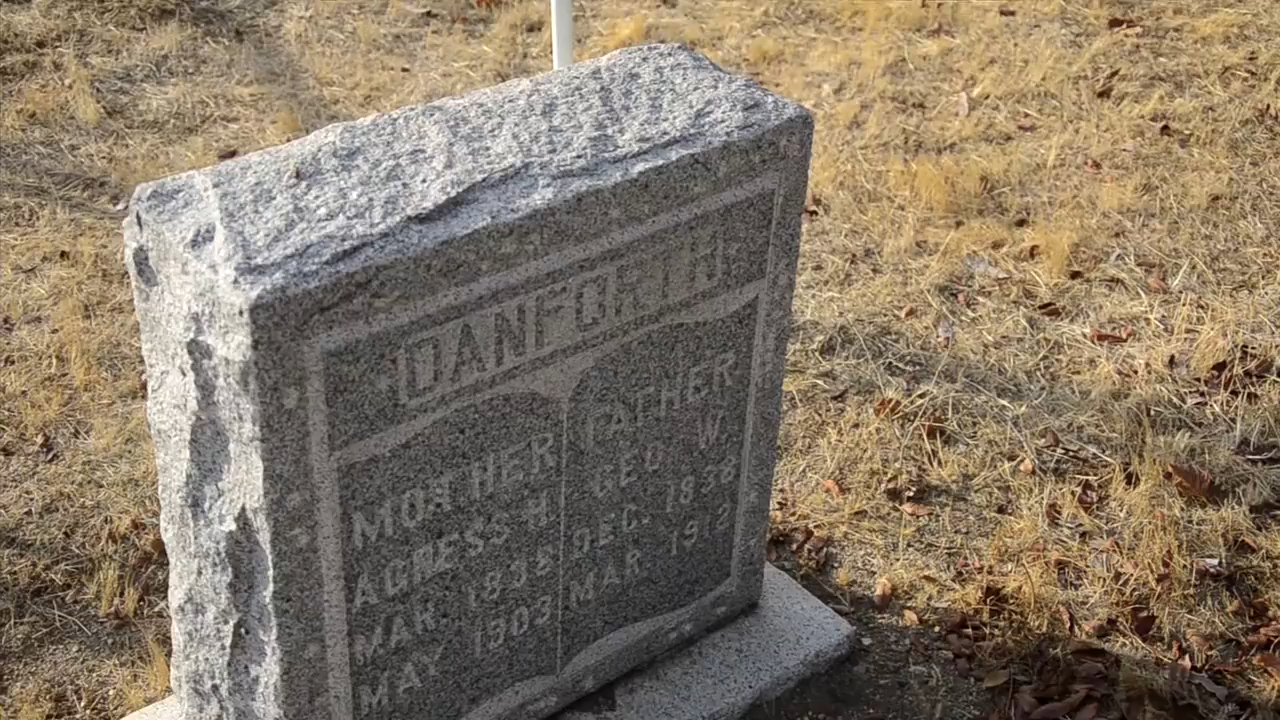 DANFORTH
MOTHER
AGRESS H.
MAR. 1835
MAY 1903
FATHER
GEO W.
DEC. 1838
MAR. 1912